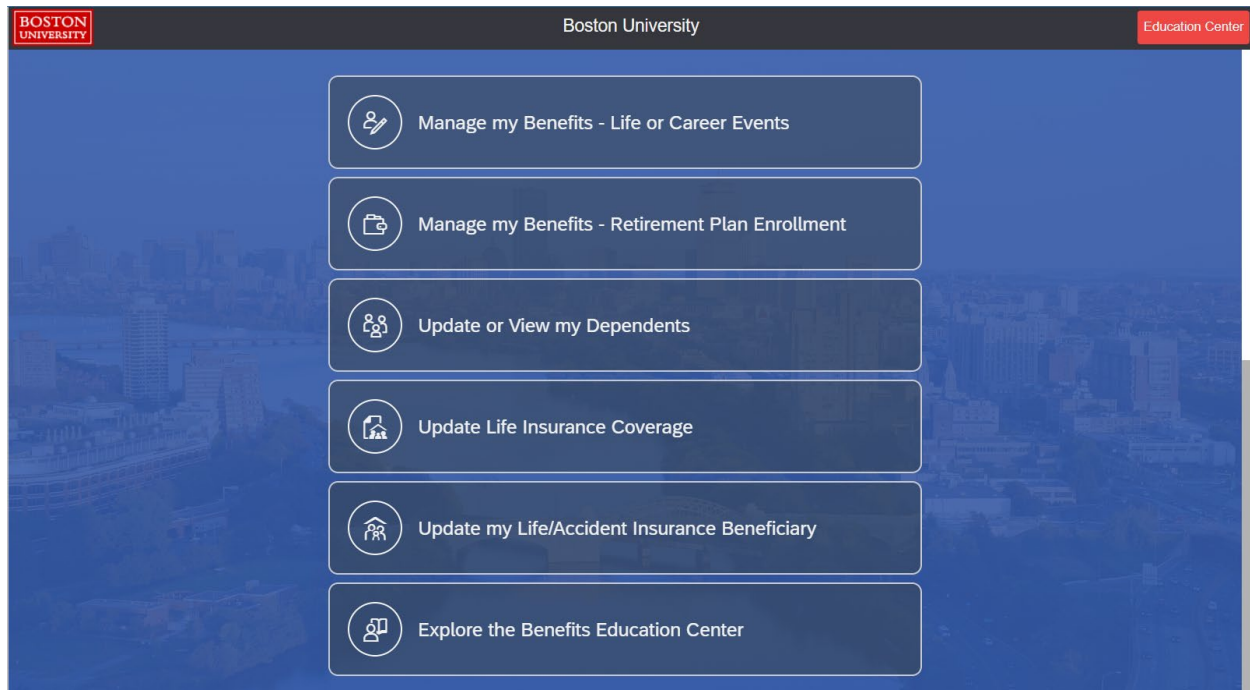 BOSTON
UNIVERSITY
Boston University
Education Center
Manage my Benefits - Life or Career Events
Manage my Benefits - Retirement Plan Enrollment
Update or View my Dependents
Update Life Insurance Coverage
Update my Life/Accident Insurance Beneficiary
Explore the Benefits Education Center